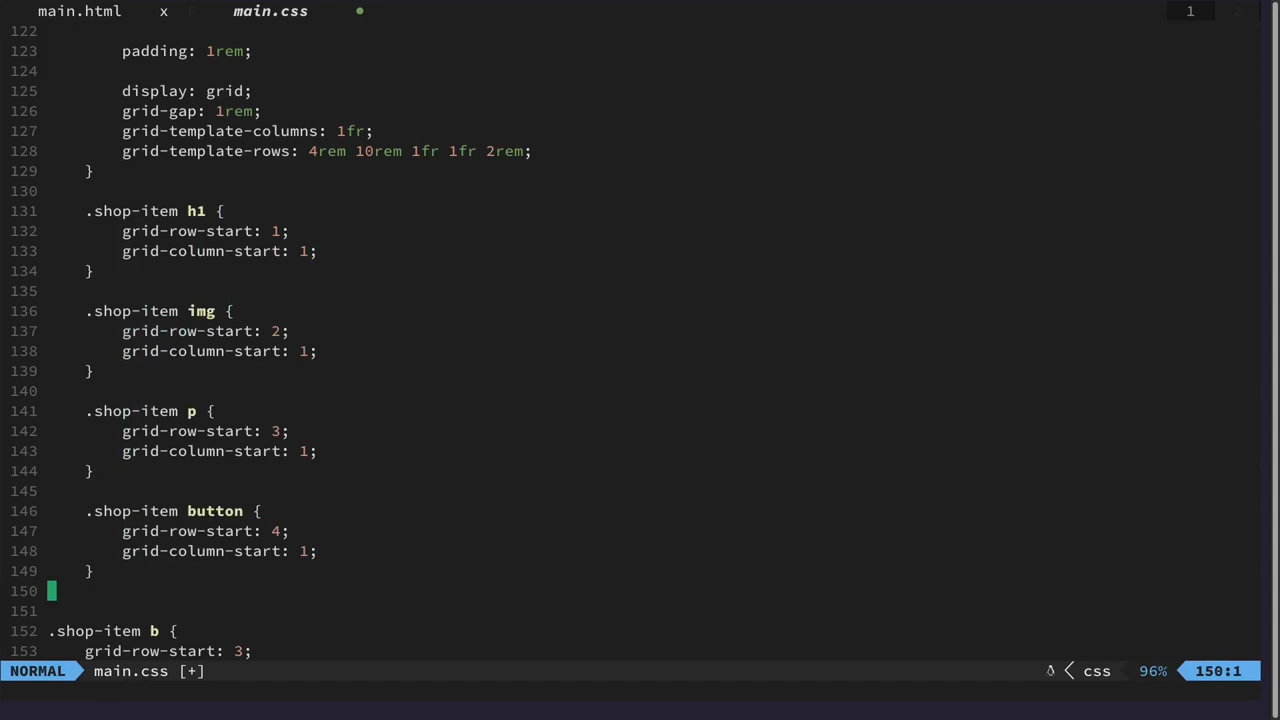 main.html x main.css ● 1
122
123 padding: 1rem;
124
125 display: grid;
126 grid-gap: 1rem;
127 grid-template-columns: 1fr;
128 grid-template-rows: 4rem 10rem 1fr 1fr 2rem;
129 }
130
131 .shop-item h1 {
132 grid-row-start: 1;
133 grid-column-start: 1;
134 }
135
136 .shop-item img {
137 grid-row-start: 2;
138 grid-column-start: 1;
139 }
140
141 .shop-item p {
142 grid-row-start: 3;
143 grid-column-start: 1;
144 }
145
146 .shop-item button {
147 grid-row-start: 4;
148 grid-column-start: 1;
149 }
150
151
152 .shop-item b {
153 grid-row-start: 3;
NORMAL main.css [+] css 96% 150:1